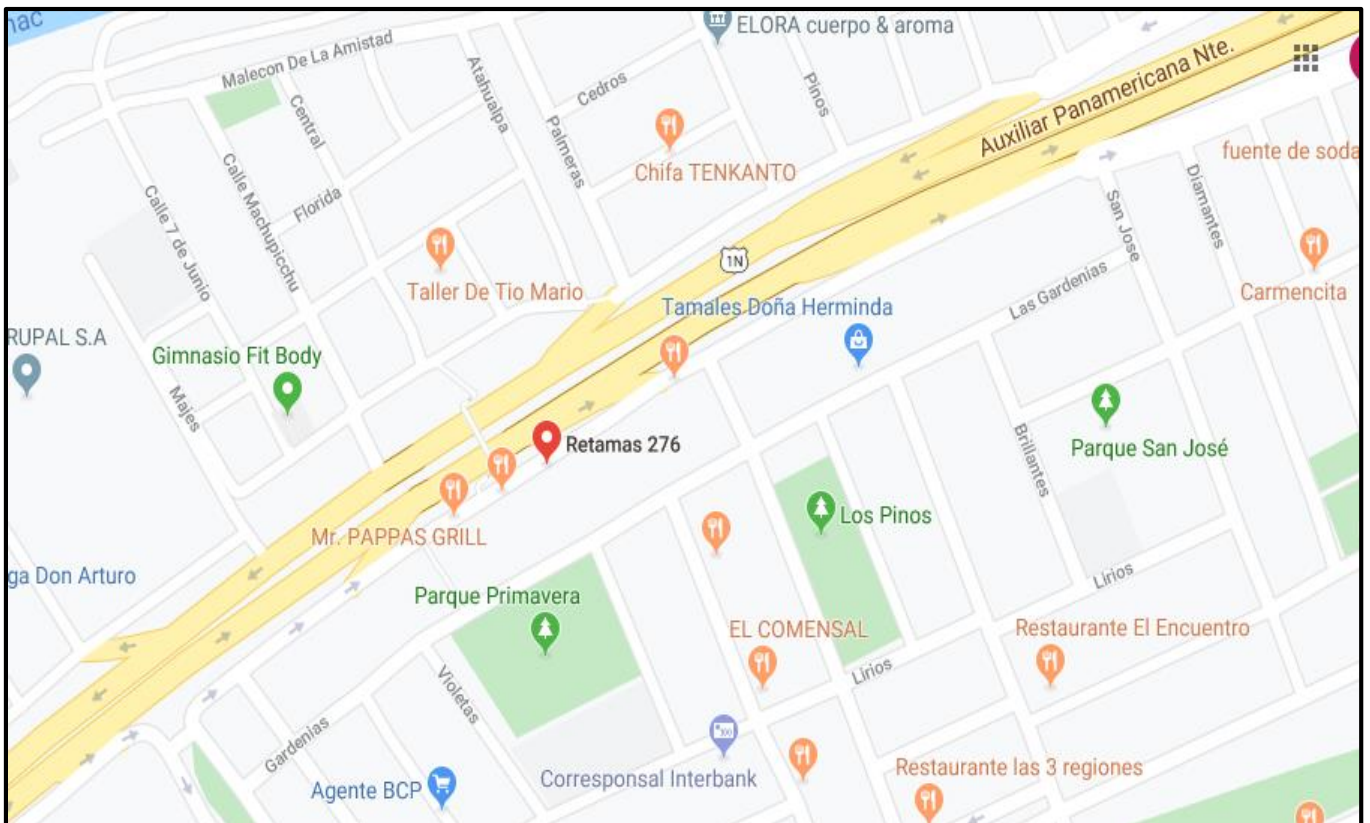 nac
ELORA cuerpo & aroma
Malecon De La Amistad
Atahualpa
Cedros
Pinos
Auxiliar Panamericana Nte.
Central
Palmeras
Chifa TENKANTO
fuente de soda
Calle Machupicchu
Calle 7 de Junio
Florida
Diamantes
San Jose
1N
Taller De Tio Mario
Tamales Doña Herminda
Las Gardenias
Carmencita
RUPAL S.A
Gimnasio Fit Body
Majes
Retamas 276
Brillantes
Parque San José
Los Pinos
Mr. PAPPAS GRILL
ga Don Arturo
Parque Primavera
Lirios
EL COMENSAL
Restaurante El Encuentro
Lirios
Violetas
Gardenias
Agente BCP
Corresponsal Interbank
Restaurante las 3 regiones